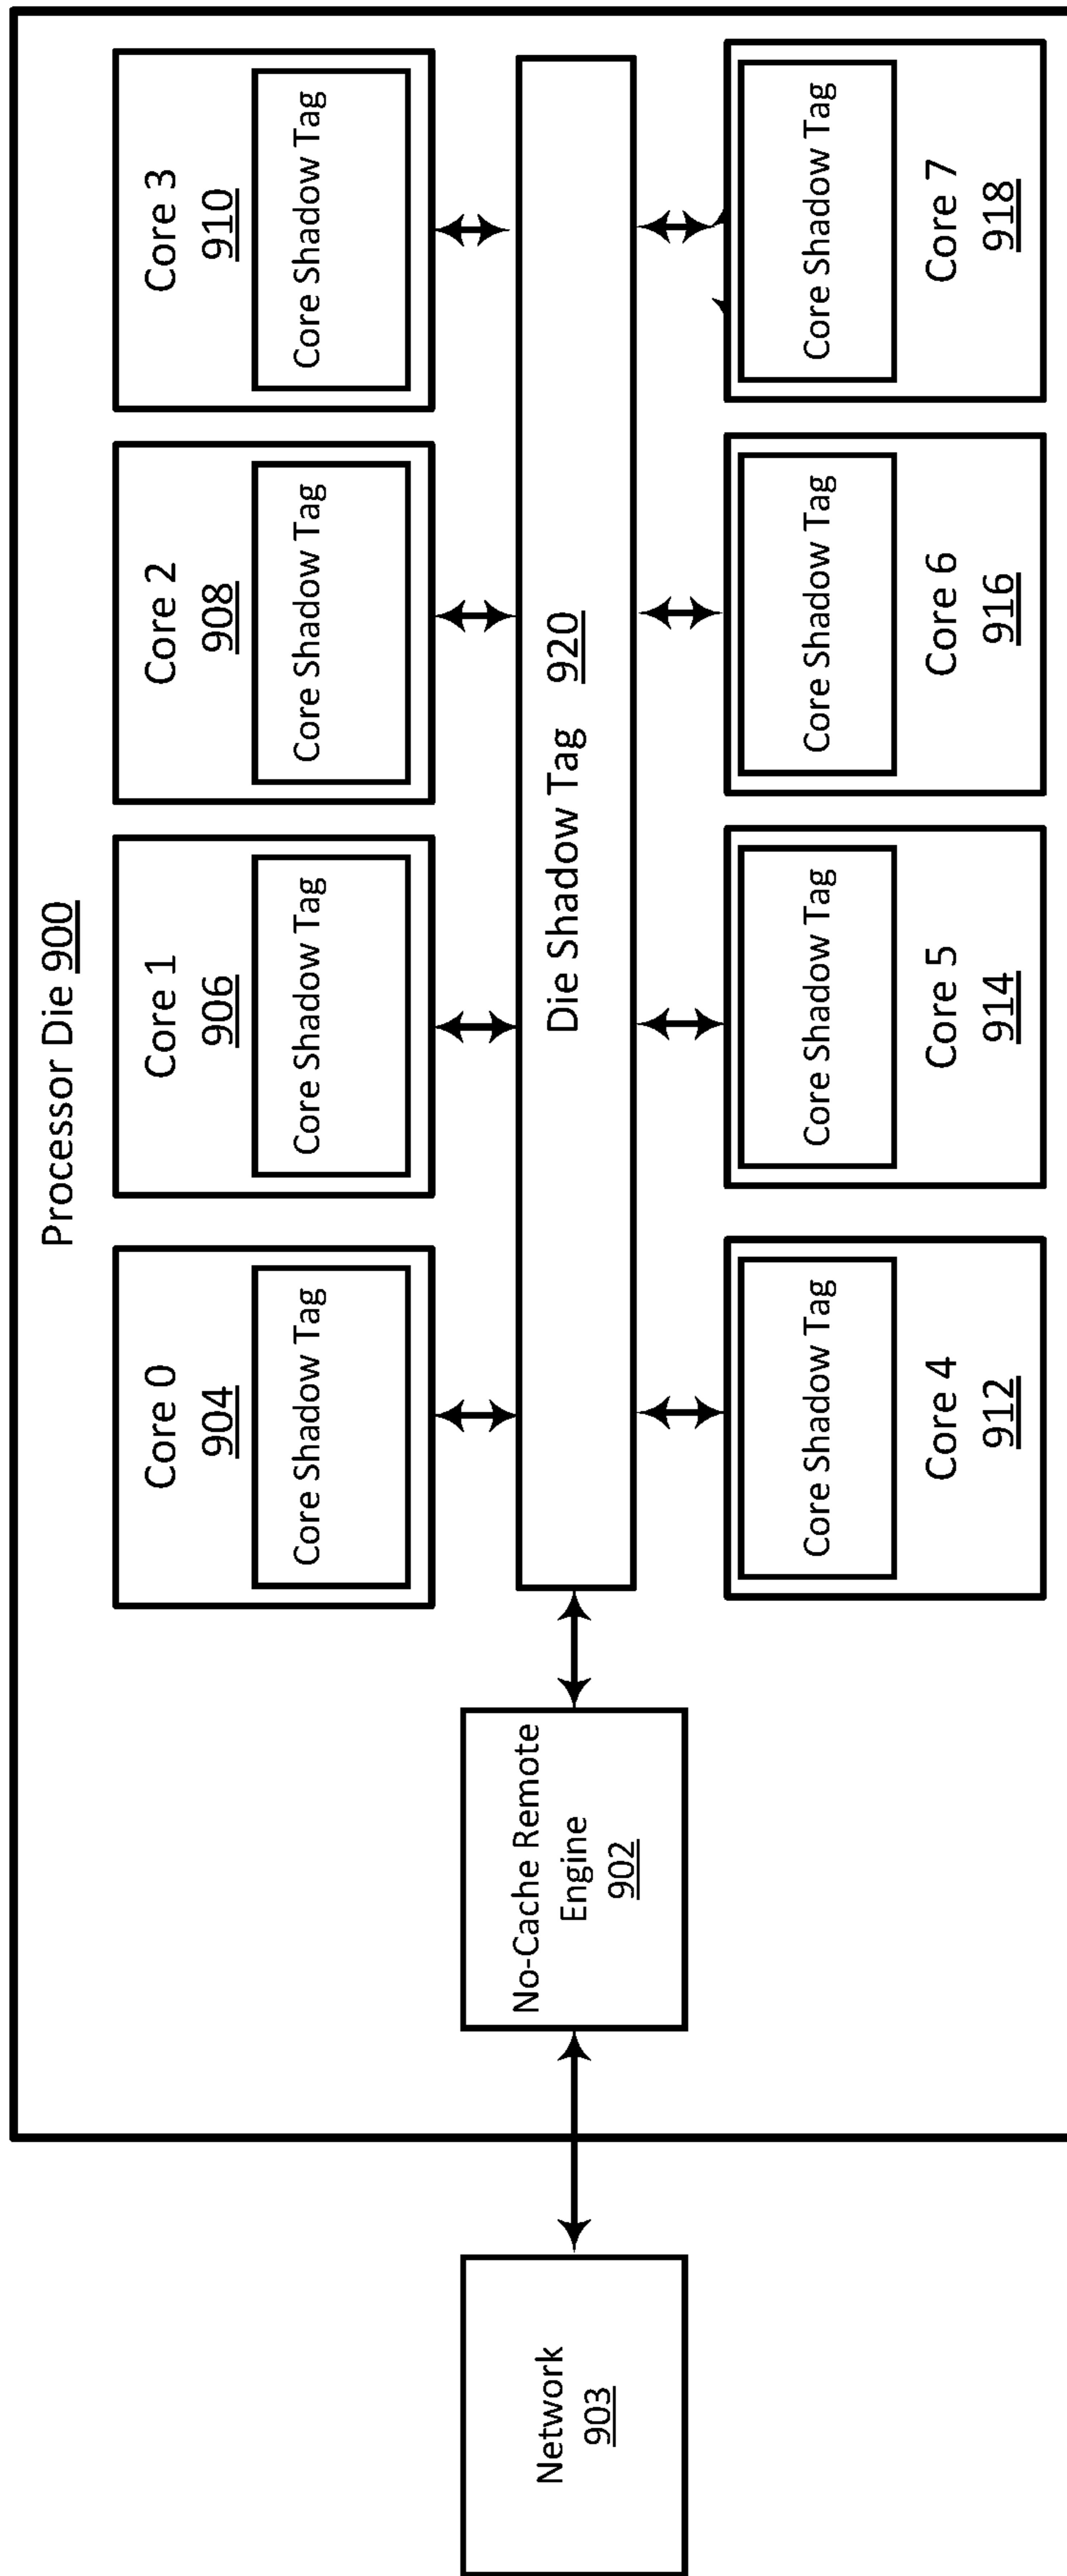 Processor Die 900
Core 0
904
Core Shadow Tag
Core 1
906
Core Shadow Tag
Core 2
908
Core Shadow Tag
Core 3
910
Core Shadow Tag
Network
903
No-Cache Remote
Engine
902
Die Shadow Tag 920
Core Shadow Tag
Core 4
912
Core Shadow Tag
Core 5
914
Core Shadow Tag
Core 6
916
Core Shadow Tag
Core 7
918